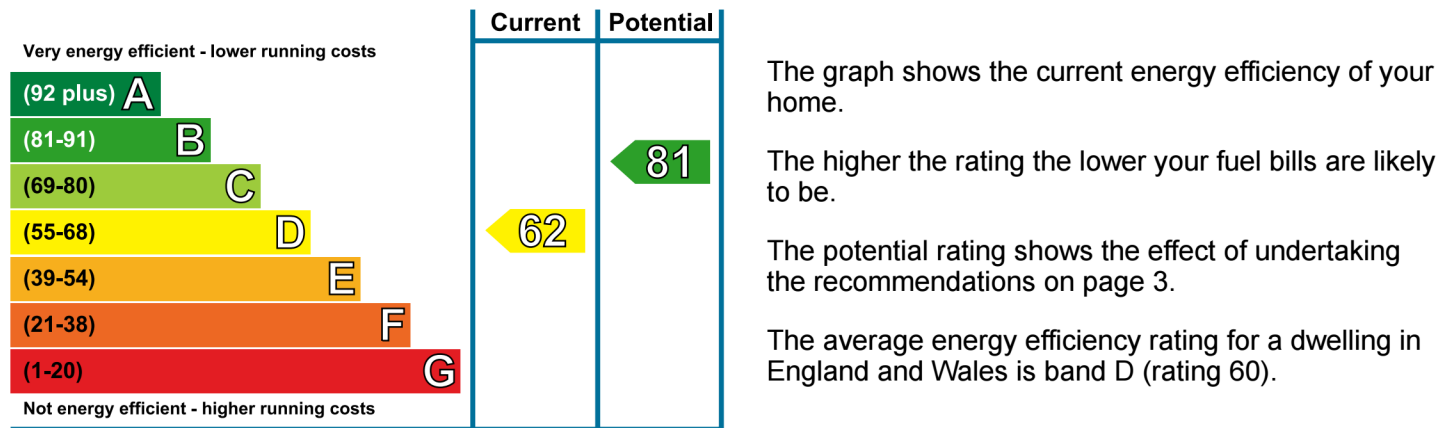 Current Potential
Very energy efficient - lower running costs
(92 plus) A
(81-91) B
81
(69-80) C
(55-68) D
62
(39-54) E
(21-38) F
(1-20) G
Not energy efficient - higher running costs
The graph shows the current energy efficiency of your
home.
The higher the rating the lower your fuel bills are likely
to be.
The potential rating shows the effect of undertaking
the recommendations on page 3.
The average energy efficiency rating for a dwelling in
England and Wales is band D (rating 60).